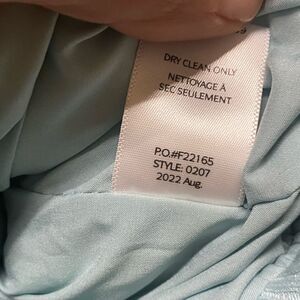 DRY CLEAN ONLY
NETTOYAGE À
SEC SEULEMENT
P.O.#F22165
STYLE: 0207
2022 Aug.